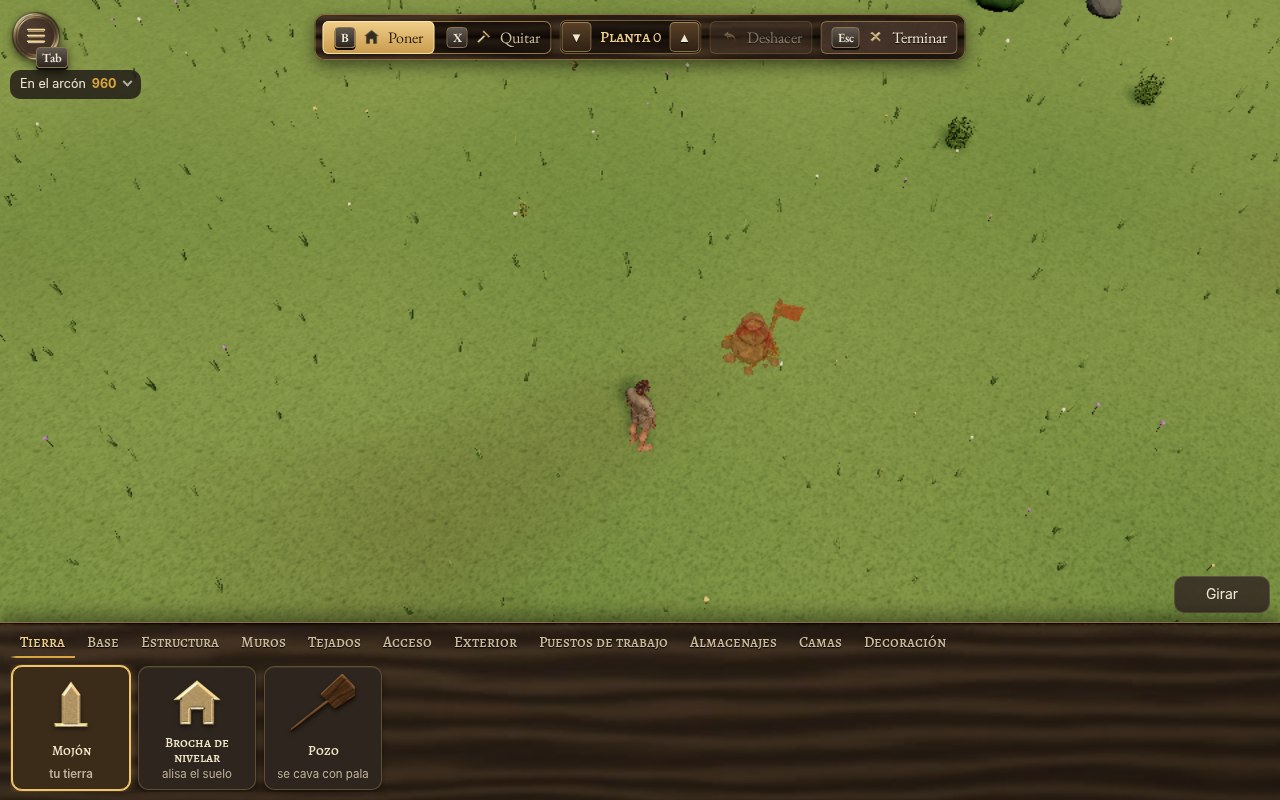 B Poner X Quitar ▼ Planta 0 ▲ Deshacer Esc Terminar
Tab
En el arcón 960
Girar
Tierra Base Estructura Muros Tejados Acceso Exterior Puestos de trabajo Almacenajes Camas Decoración
Mojón
tu tierra
Brocha de
nivelar
alisa el suelo
Pozo
se cava con pala